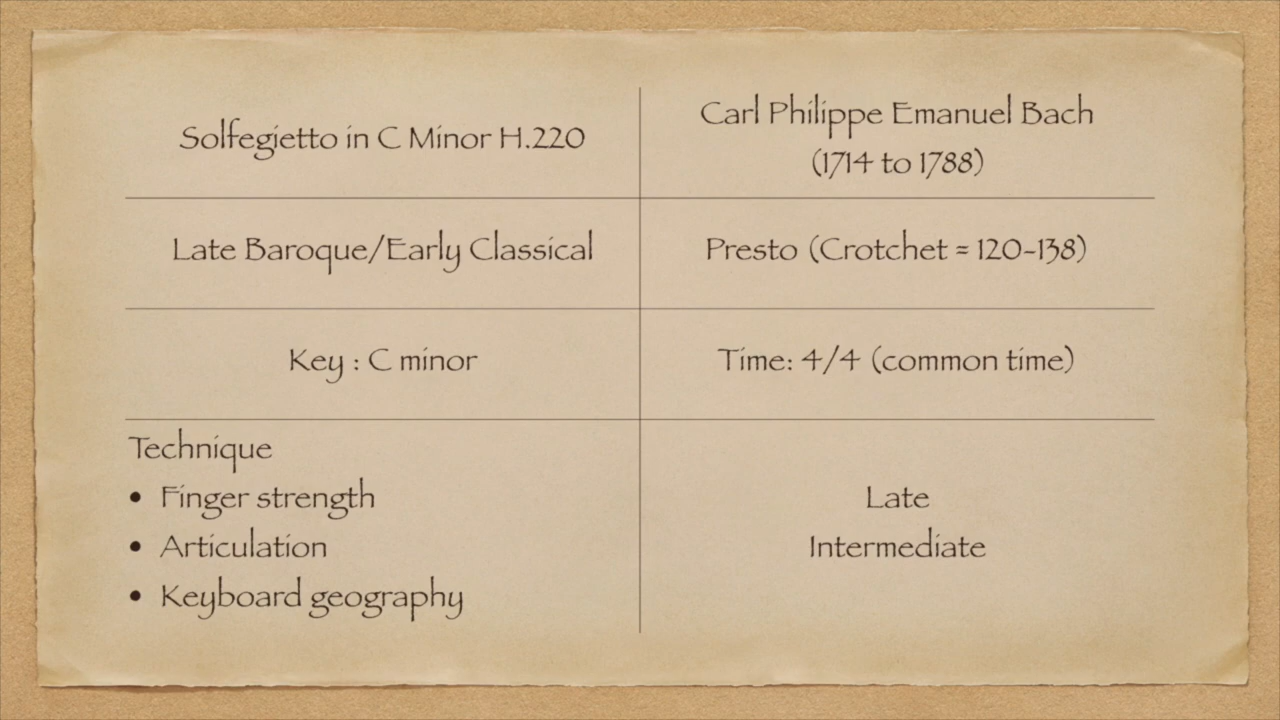 Solfegietto in C Minor H.220
Carl Philippe Emanuel Bach
(1714 to 1788)
Late Baroque/Early Classical
Presto (Crotchet = 120-138)
Key : C minor
Time: 4/4 (common time)
Technique
• Finger strength
• Articulation
• Keyboard geography
Late
Intermediate